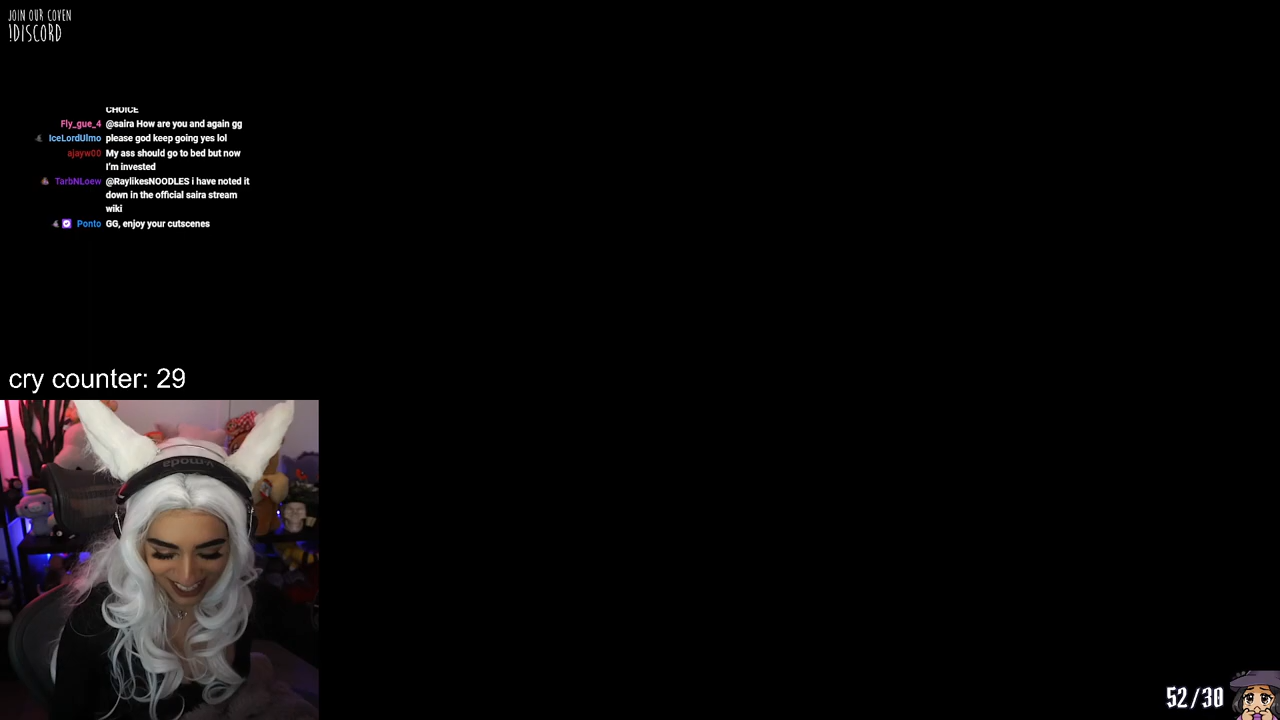 JOIN OUR COVEN
!DISCORD
CHOICE
Fly_gue_4 @saira How are you and again gg
IceLordUlmo please god keep going yes lol
ajayw00 My ass should go to bed but now
I'm invested
TarbNLoew @RaylikesNOODLES i have noted it
down in the official saira stream
wiki
Ponto GG, enjoy your cutscenes
cry counter: 29
52/30